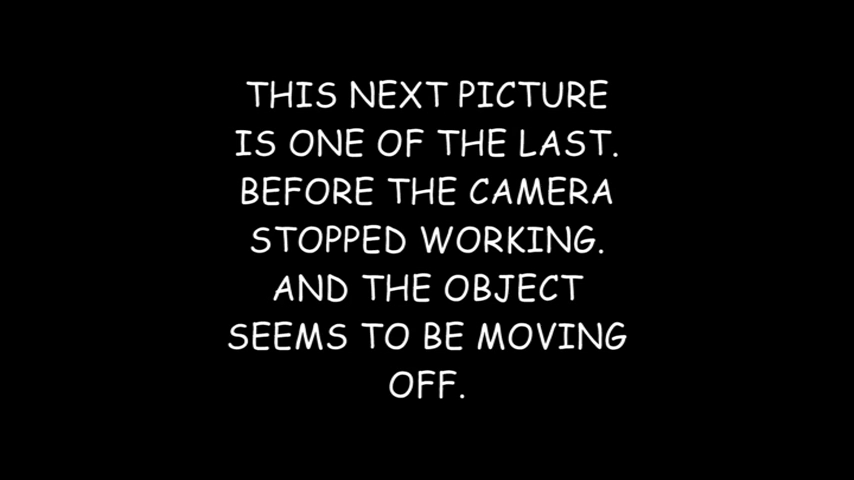 THIS NEXT PICTURE
IS ONE OF THE LAST.
BEFORE THE CAMERA
STOPPED WORKING.
AND THE OBJECT
SEEMS TO BE MOVING
OFF.